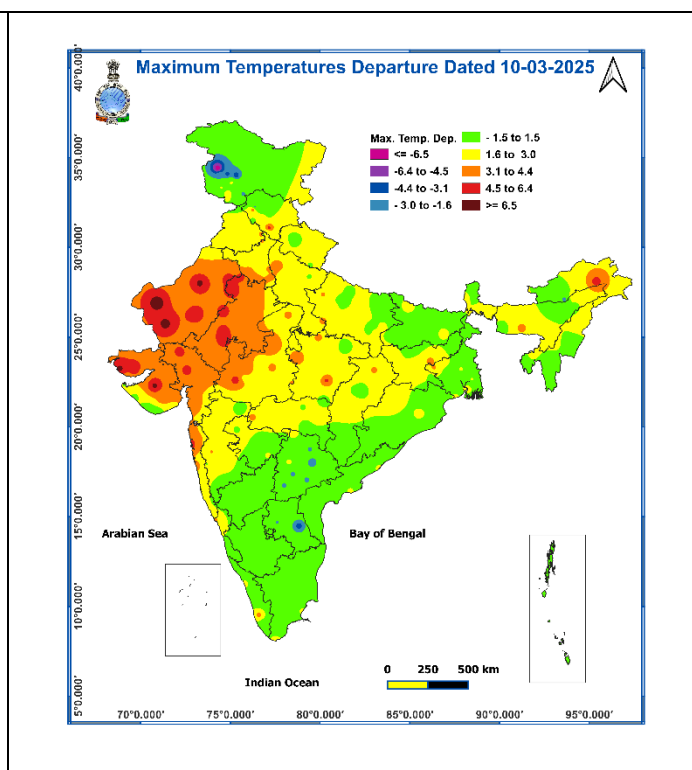 Maximum Temperatures Departure Dated 10-03-2025
Max. Temp. Dep.
<= -6.5
-6.4 to -4.5
-4.4 to -3.1
- 3.0 to -1.6
- 1.5 to 1.5
1.6 to 3.0
3.1 to 4.4
4.5 to 6.4
>= 6.5
40°0.000'
35°0.000'
30°0.000'
25°0.000'
20°0.000'
15°0.000'
10°0.000'
5°0.000'
Arabian Sea
Bay of Bengal
Indian Ocean
0 250 500 km
70°0.000' 75°0.000' 80°0.000' 85°0.000' 90°0.000' 95°0.000'